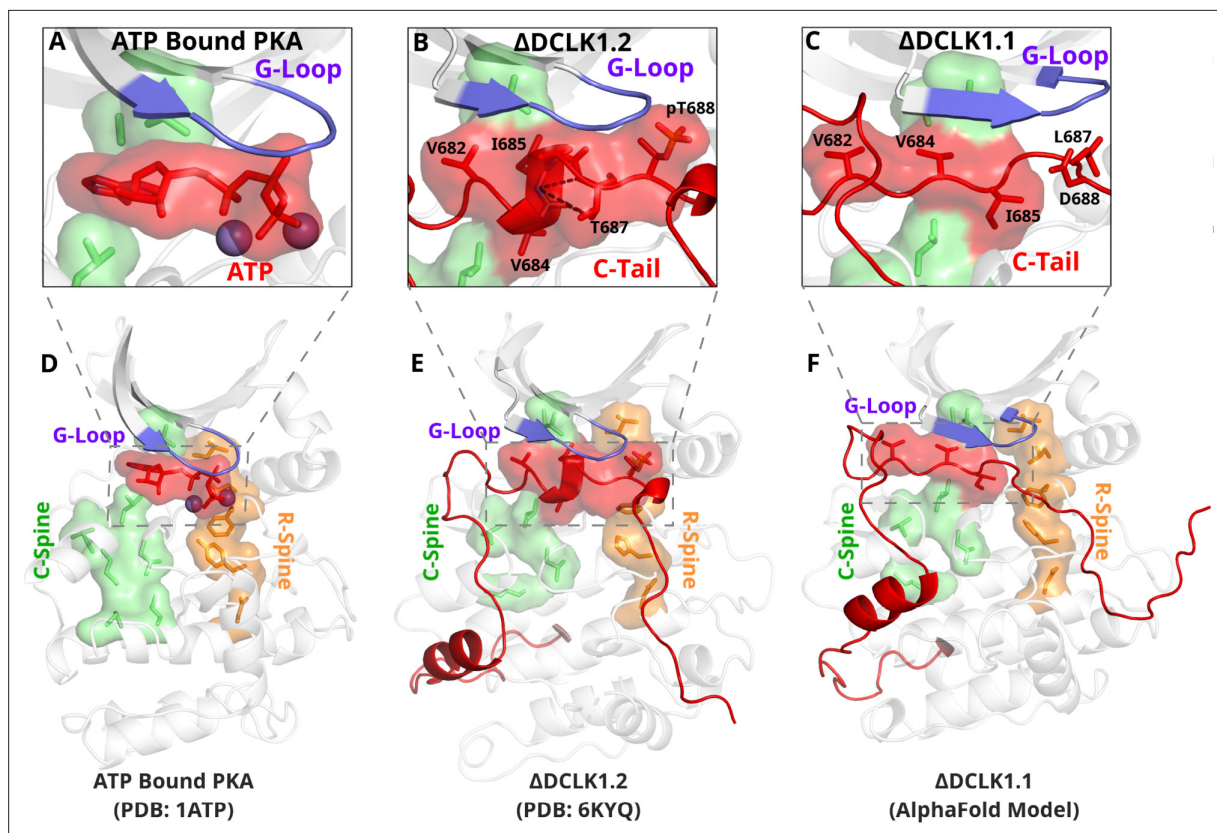 A
ATP Bound PKA
G-Loop
ATP
B
ΔDCLK1.2
G-Loop
pT688
V682
I685
T687
V684
C-Tail
C
ΔDCLK1.1
G-Loop
V682
V684
L687
D688
I685
C-Tail
D
G-Loop
C-Spine
R-Spine
E
G-Loop
C-Spine
R-Spine
F
G-Loop
C-Spine
R-Spine
ATP Bound PKA
(PDB: 1ATP)
ΔDCLK1.2
(PDB: 6KYQ)
ΔDCLK1.1
(AlphaFold Model)